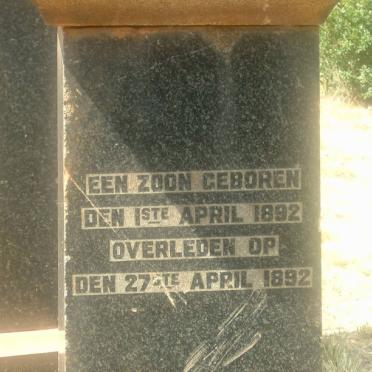 EEN ZOON GEBOREN
DEN 1STE APRIL 1892
OVERLEDEN OP
DEN 27STE APRIL 1892